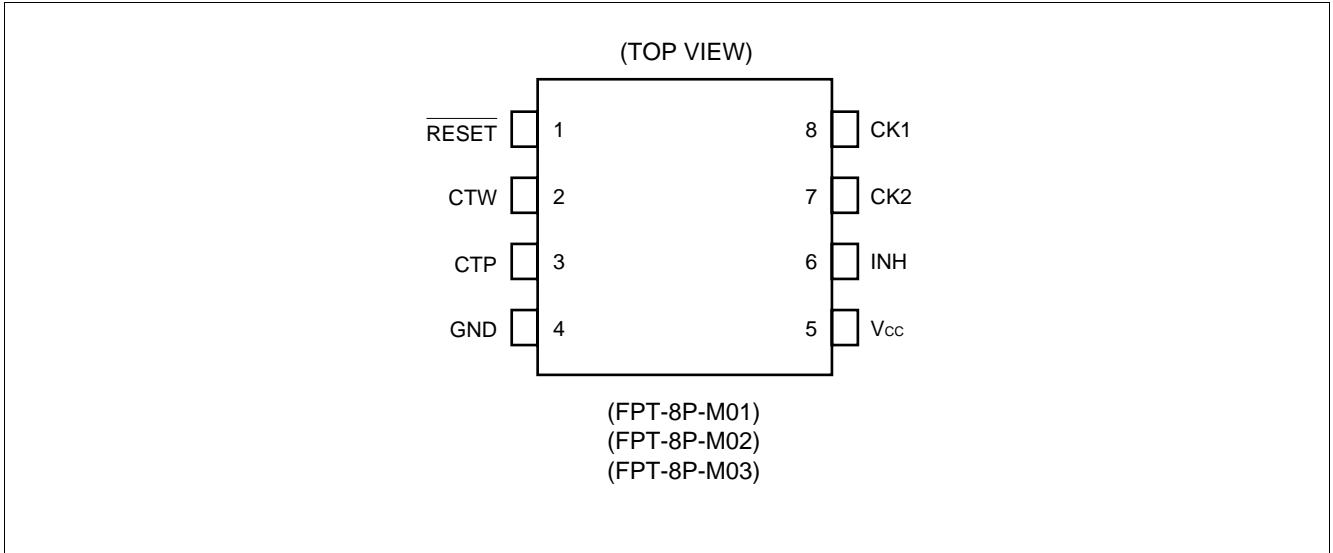 (TOP VIEW)
RESET 1 8 CK1
CTW 2 7 CK2
CTP 3 6 INH
GND 4 5 Vcc
(FPT-8P-M01)
(FPT-8P-M02)
(FPT-8P-M03)